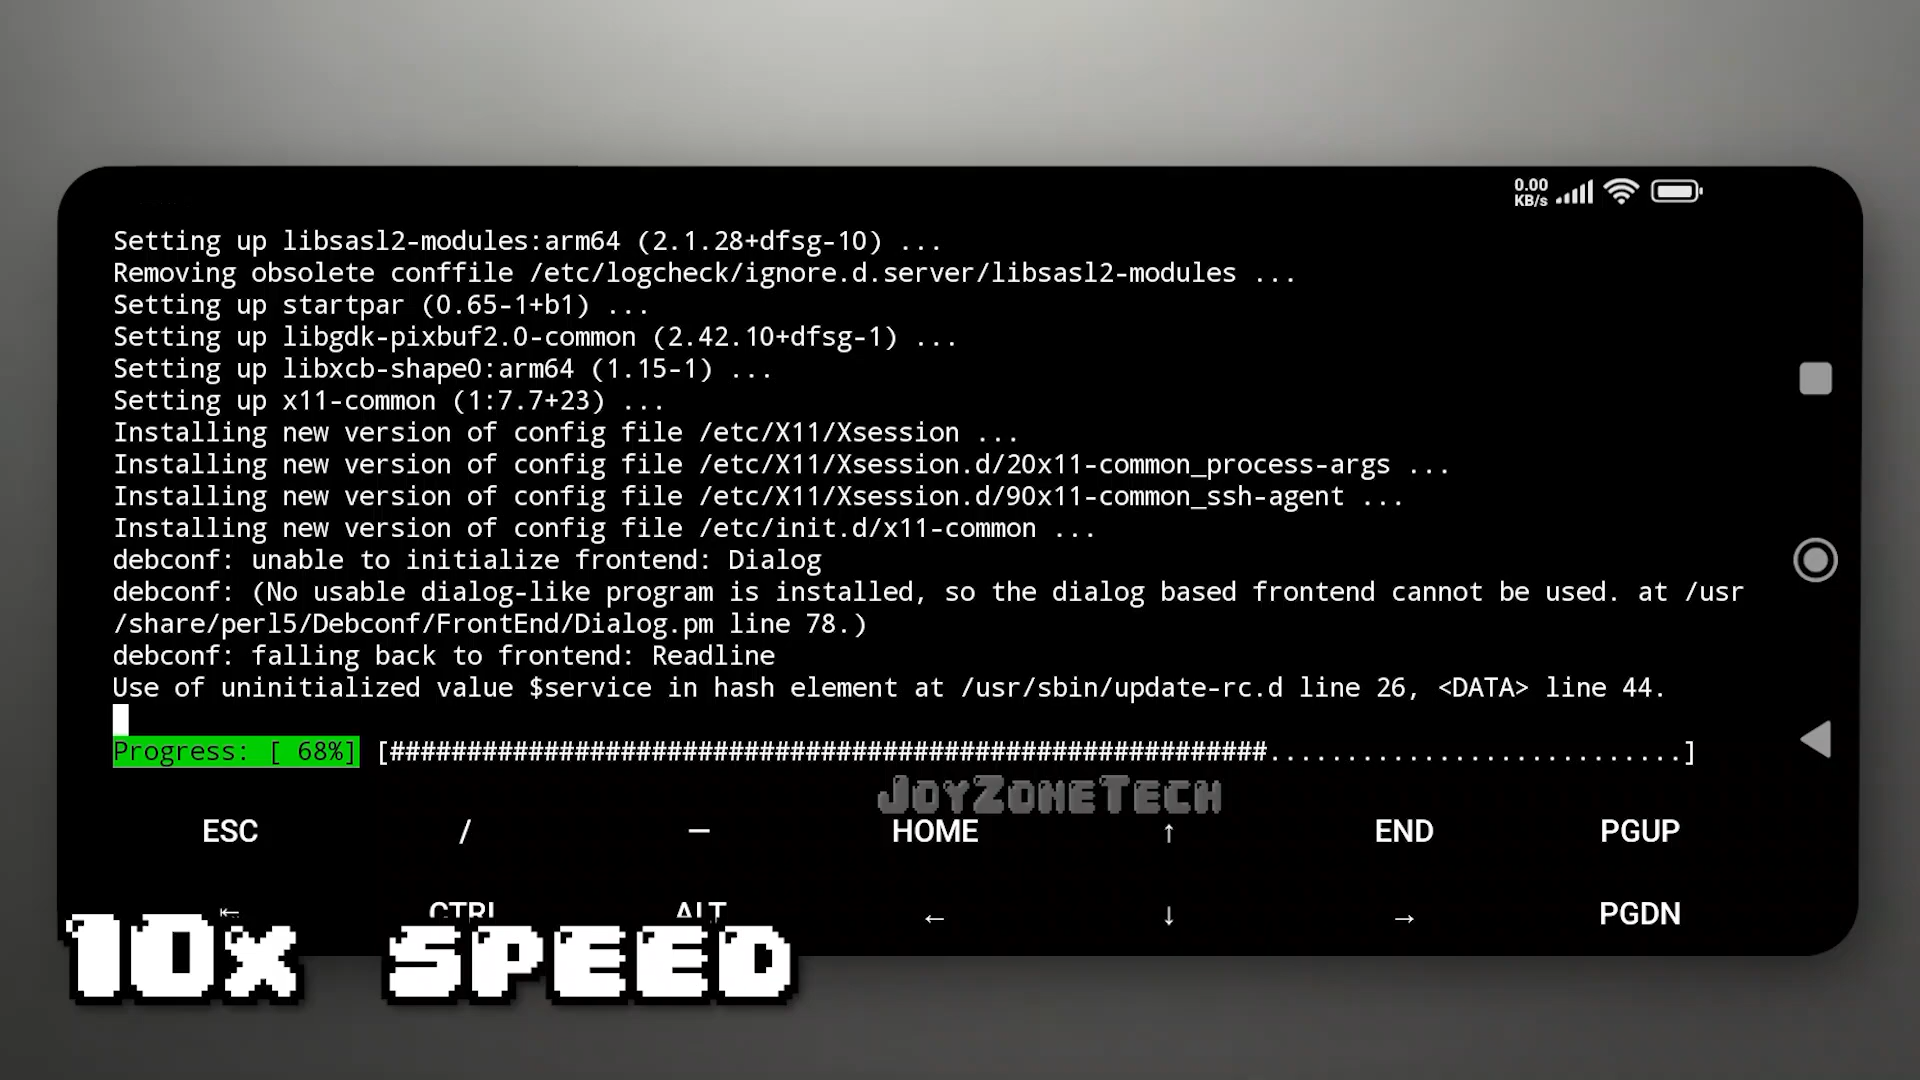 0.00
KB/s
Setting up libsasl2-modules:arm64 (2.1.28+dfsg-10) ...
Removing obsolete conffile /etc/logcheck/ignore.d.server/libsasl2-modules ...
Setting up startpar (0.65-1+b1) ...
Setting up libgdk-pixbuf2.0-common (2.42.10+dfsg-1) ...
Setting up libxcb-shape0:arm64 (1.15-1) ...
Setting up x11-common (1:7.7+23) ...
Installing new version of config file /etc/X11/Xsession ...
Installing new version of config file /etc/X11/Xsession.d/20x11-common_process-args ...
Installing new version of config file /etc/X11/Xsession.d/90x11-common_ssh-agent ...
Installing new version of config file /etc/init.d/x11-common ...
debconf: unable to initialize frontend: Dialog
debconf: (No usable dialog-like program is installed, so the dialog based frontend cannot be used. at /usr
/share/perl5/Debconf/FrontEnd/Dialog.pm line 78.)
debconf: falling back to frontend: Readline
Use of uninitialized value $service in hash element at /usr/sbin/update-rc.d line 26, <DATA> line 44.
Progress: [ 68%] [#########################################################...........................]
JoyZoneTech
ESC / — HOME ↑ END PGUP
⇤ CTRL ALT ← ↓ → PGDN
10x SPEED